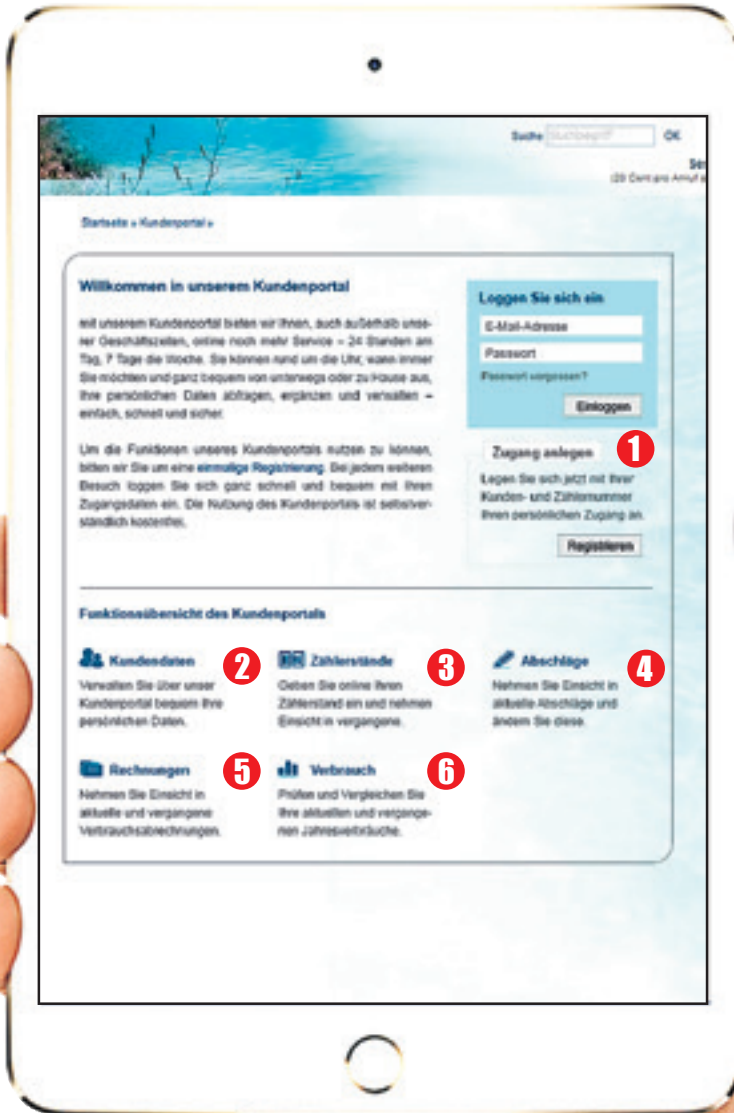 Suche Suchbegriff OK
Ser
(20 Cent pro Anruf a
Startseite » Kundenportal »
Willkommen in unserem Kundenportal
mit unserem Kundenportal bieten wir Ihnen, auch außerhalb unse-
rer Geschäftszeiten, online noch mehr Service – 24 Stunden am
Tag, 7 Tage die Woche. Sie können rund um die Uhr, wann immer
Sie möchten und ganz bequem von unterwegs oder zu Hause aus,
Ihre persönlichen Daten abfragen, ergänzen und verwalten –
einfach, schnell und sicher.
Um die Funktionen unseres Kundenportals nutzen zu können,
bitten wir Sie um eine einmalige Registrierung. Bei jedem weiteren
Besuch loggen Sie sich ganz schnell und bequem mit Ihren
Zugangsdaten ein. Die Nutzung des Kundenportals ist selbstver-
ständlich kostenfrei.
Loggen Sie sich ein
E-Mail-Adresse
Passwort
Passwort vergessen?
Einloggen
Zugang anlegen 1
Legen Sie sich jetzt mit Ihrer
Kunden- und Zählernummer
Ihren persönlichen Zugang an.
Registrieren
Funktionsübersicht des Kundenportals
Kundendaten 2
Verwalten Sie über unser
Kundenportal bequem Ihre
persönlichen Daten.
Zählerstände 3
Geben Sie online Ihren
Zählerstand ein und nehmen
Einsicht in vergangene.
Abschläge 4
Nehmen Sie Einsicht in
aktuelle Abschläge und
ändern Sie diese.
Rechnungen 5
Nehmen Sie Einsicht in
aktuelle und vergangene
Verbrauchsabrechnungen.
Verbrauch 6
Prüfen und Vergleichen Sie
Ihre aktuellen und vergange-
nen Jahresverbräuche.